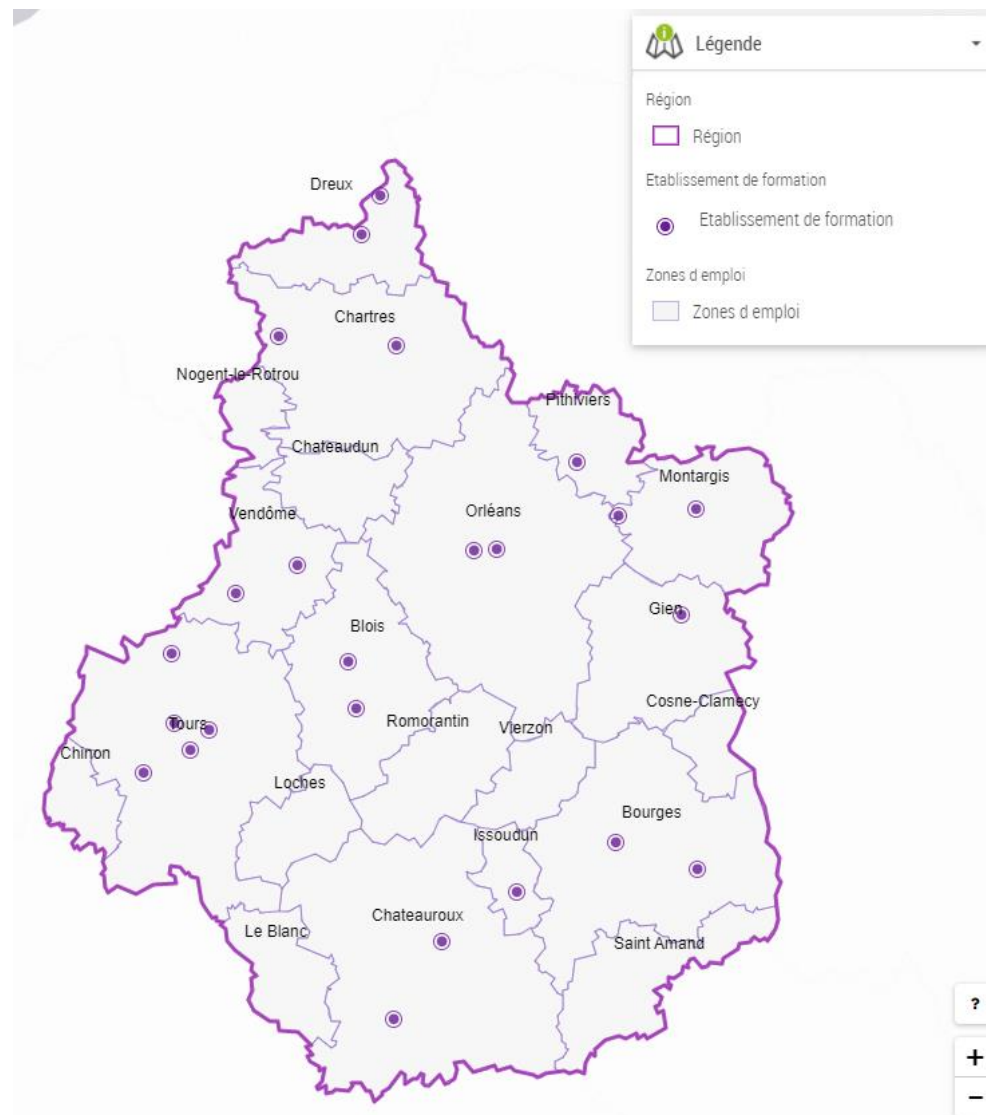 Légende
Région
Région
Etablissement de formation
Etablissement de formation
Zones d emploi
Zones d emploi
Dreux
Chartres
Nogent-le-Rotrou
Pithiviers
Chateaudun
Montargis
Vendôme
Orléans
Gien
Blois
Cosne-Clamecy
Romorantin
Tours
Vierzon
Chinon
Loches
Bourges
Issoudun
Chateauroux
Le Blanc
Saint Amand
?
+
−